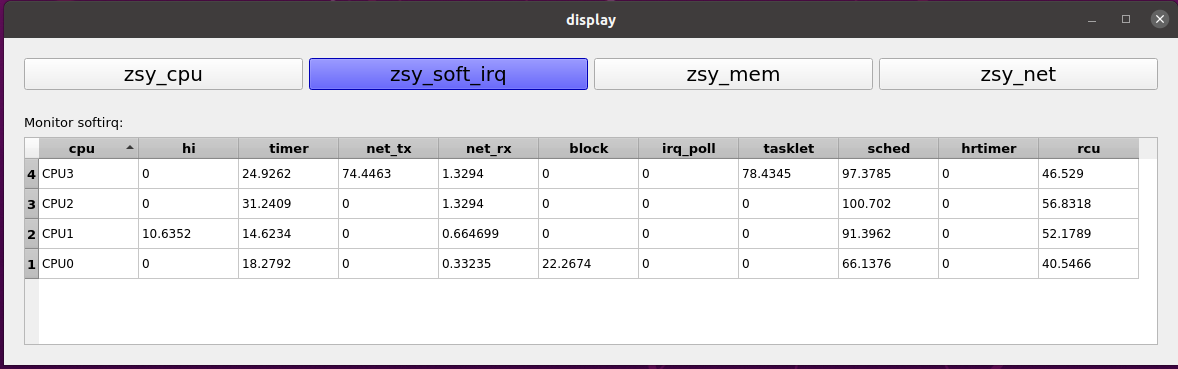 display
zsy_cpu zsy_soft_irq zsy_mem zsy_net
Monitor softirq:
cpu hi timer net_tx net_rx block irq_poll tasklet sched hrtimer rcu
4 CPU3 0 24.9262 74.4463 1.3294 0 0 78.4345 97.3785 0 46.529
3 CPU2 0 31.2409 0 1.3294 0 0 0 100.702 0 56.8318
2 CPU1 10.6352 14.6234 0 0.664699 0 0 0 91.3962 0 52.1789
1 CPU0 0 18.2792 0 0.33235 22.2674 0 0 66.1376 0 40.5466